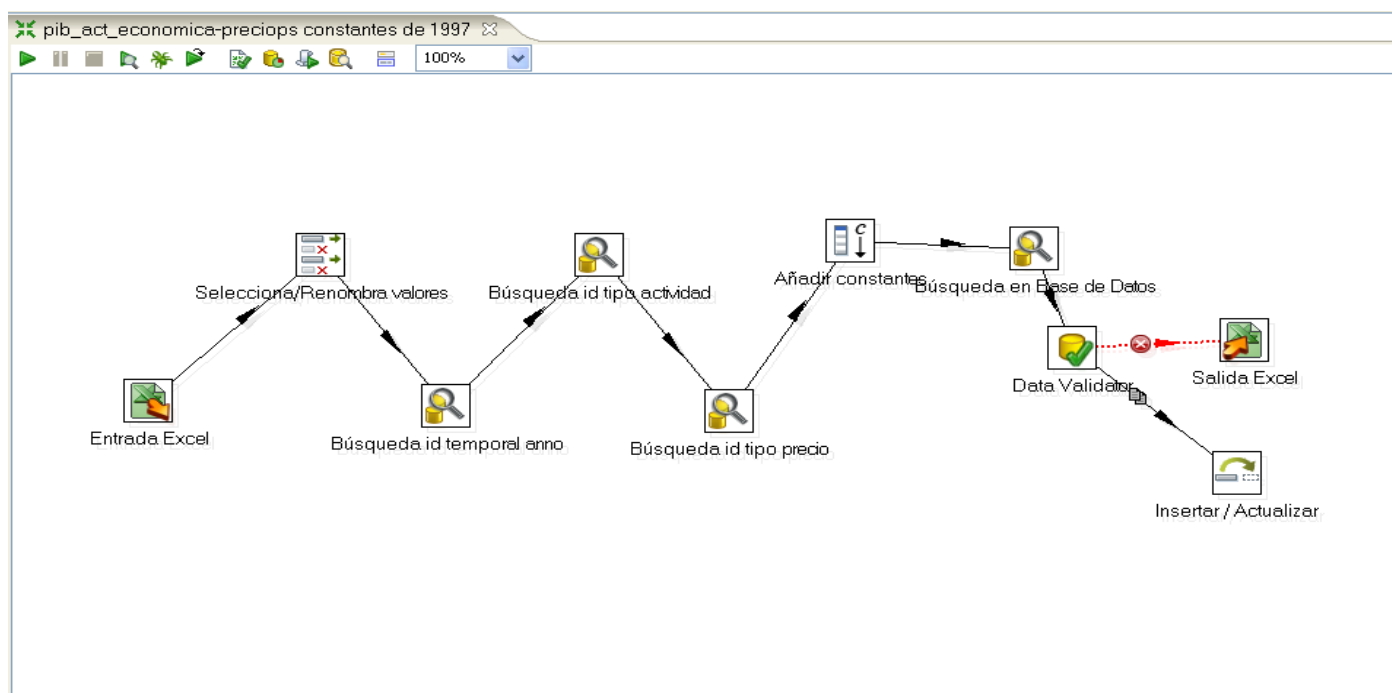 pib_act_economica-preciops constantes de 1997
100%
Añadir constantes
Búsqueda en Base de Datos
Selecciona/Renombra valores
Búsqueda id tipo actividad
Data Validator
Salida Excel
Entrada Excel
Búsqueda id temporal anno
Búsqueda id tipo precio
Insertar / Actualizar